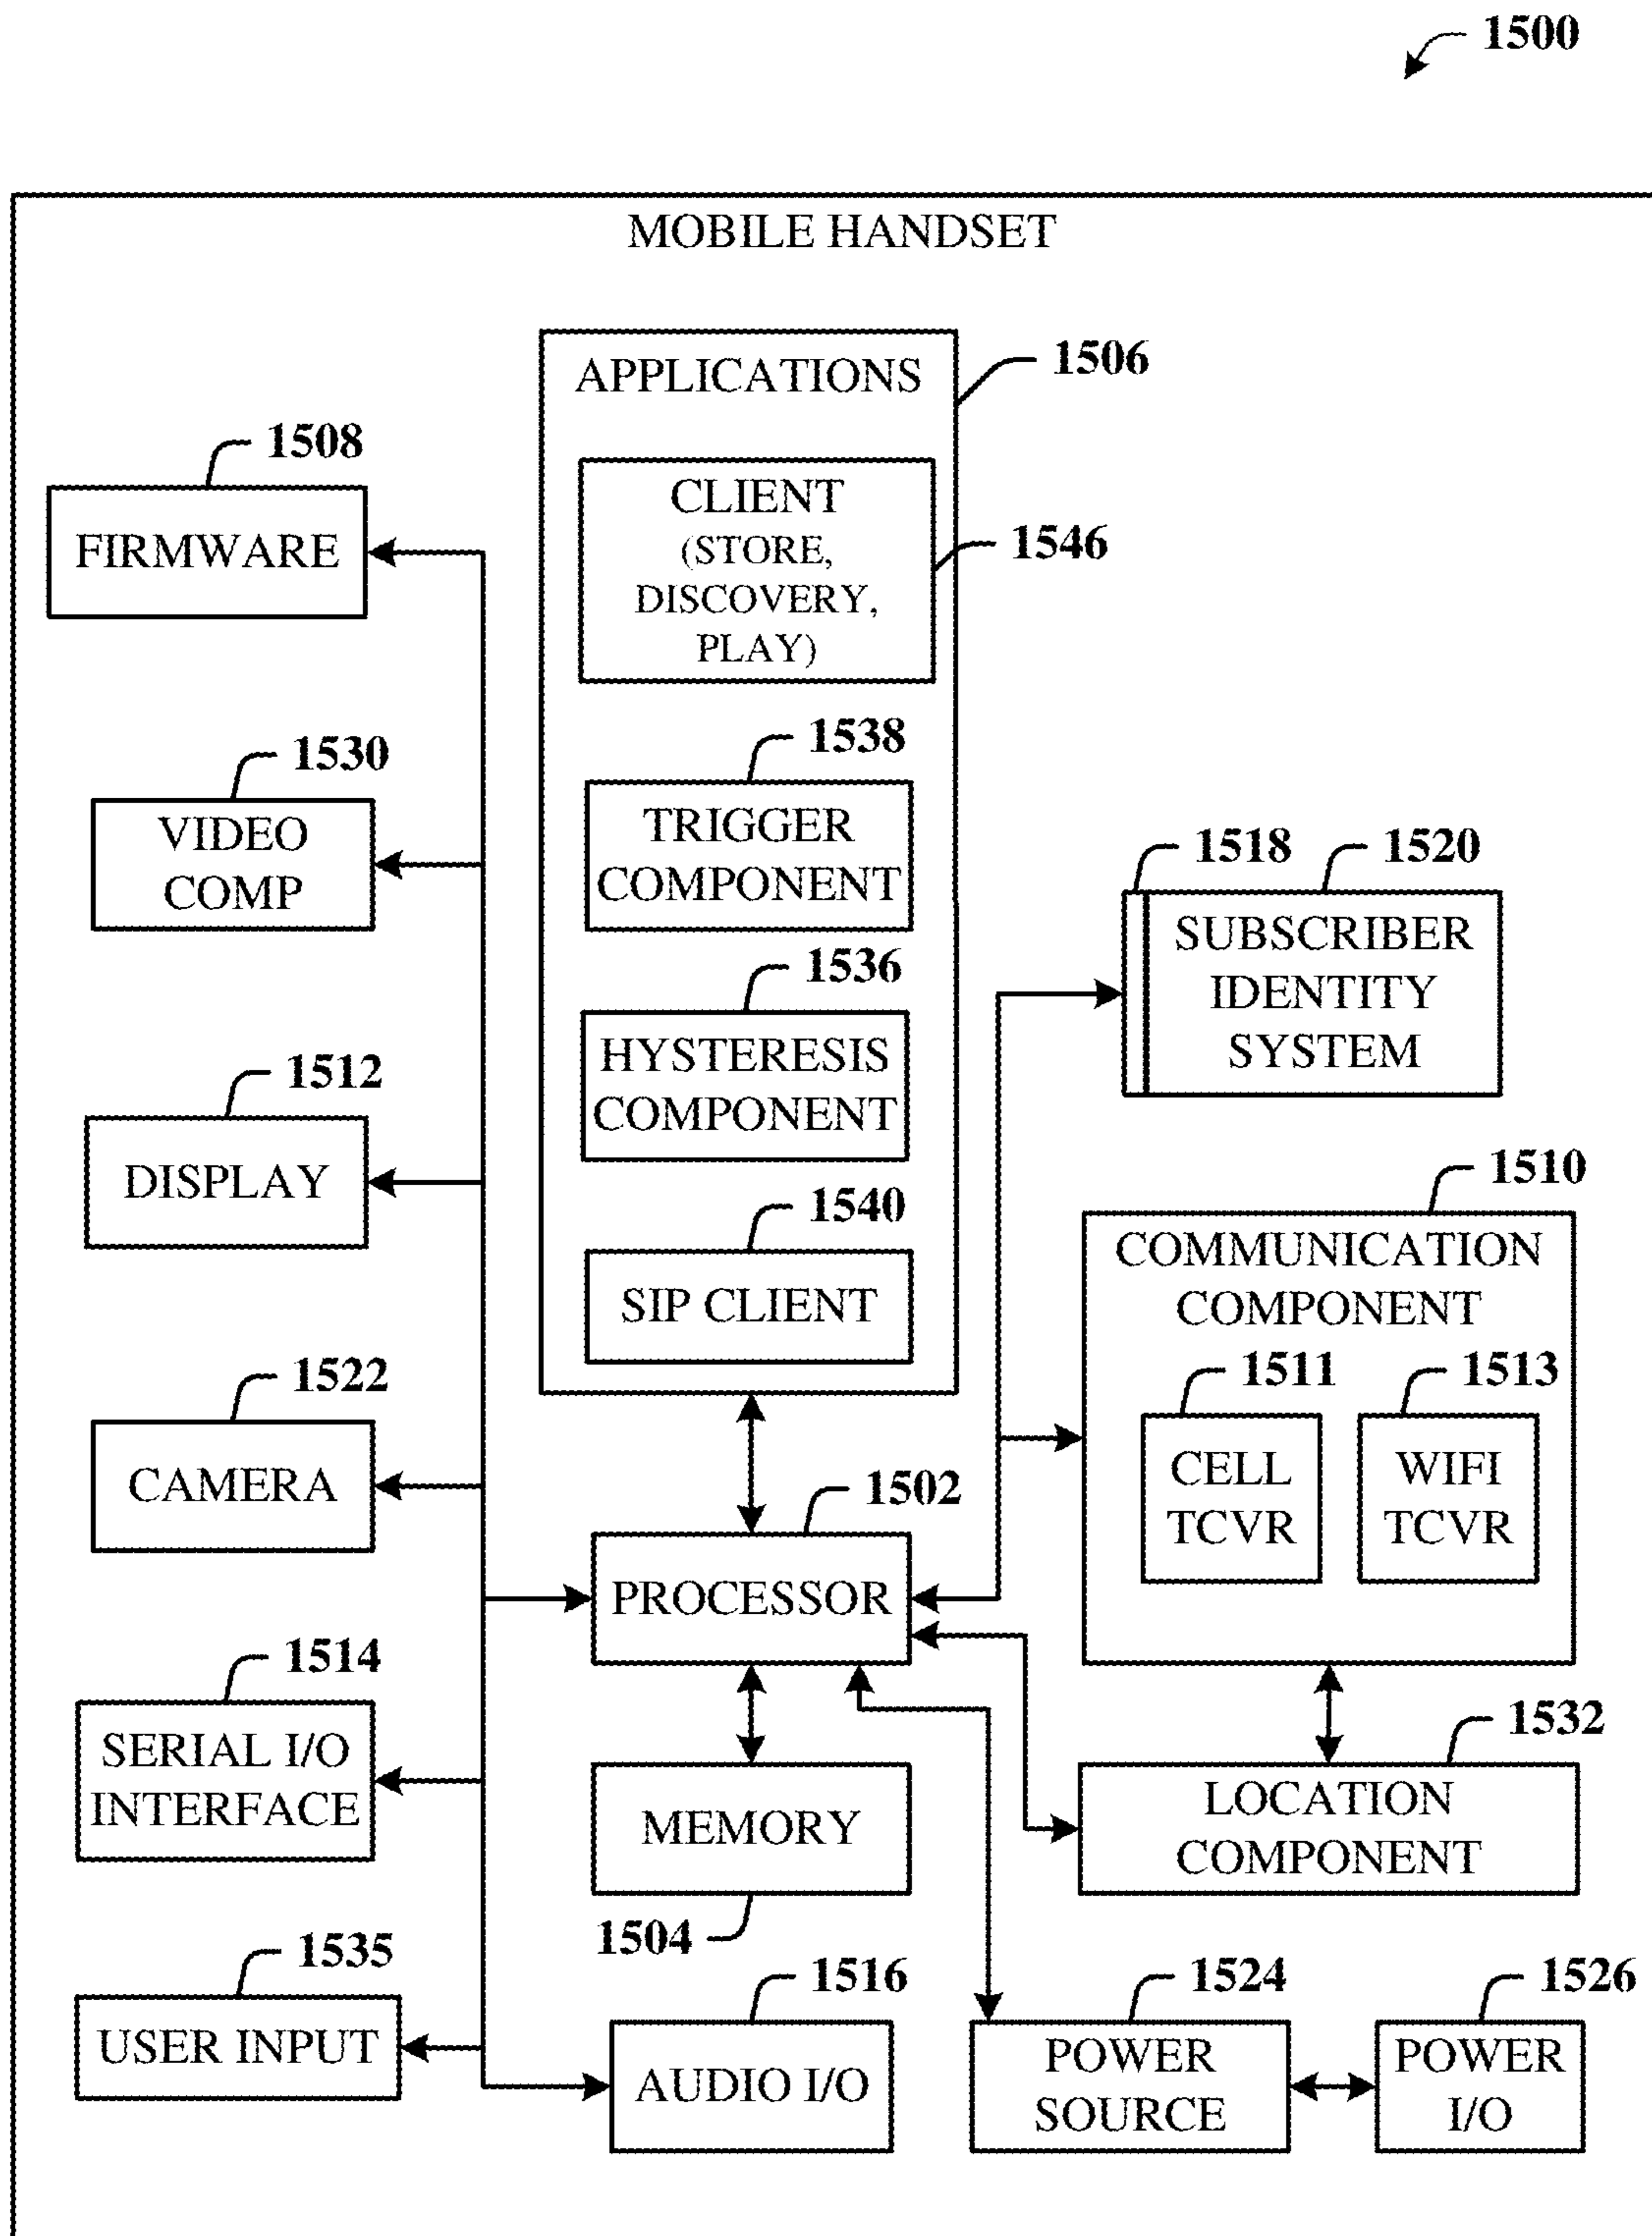 1500
MOBILE HANDSET
APPLICATIONS
1506
CLIENT
(STORE,
DISCOVERY,
PLAY)
1546
1508
FIRMWARE
1538
TRIGGER
COMPONENT
1530
VIDEO
COMP
1518
1520
SUBSCRIBER
IDENTITY
SYSTEM
1536
HYSTERESIS
COMPONENT
1512
DISPLAY
1540
SIP CLIENT
1510
COMMUNICATION
COMPONENT
1511
CELL
TCVR
1513
WIFI
TCVR
1522
CAMERA
1502
PROCESSOR
1514
SERIAL I/O
INTERFACE
MEMORY
1504
1532
LOCATION
COMPONENT
1535
USER INPUT
1516
AUDIO I/O
1524
POWER
SOURCE
1526
POWER
I/O